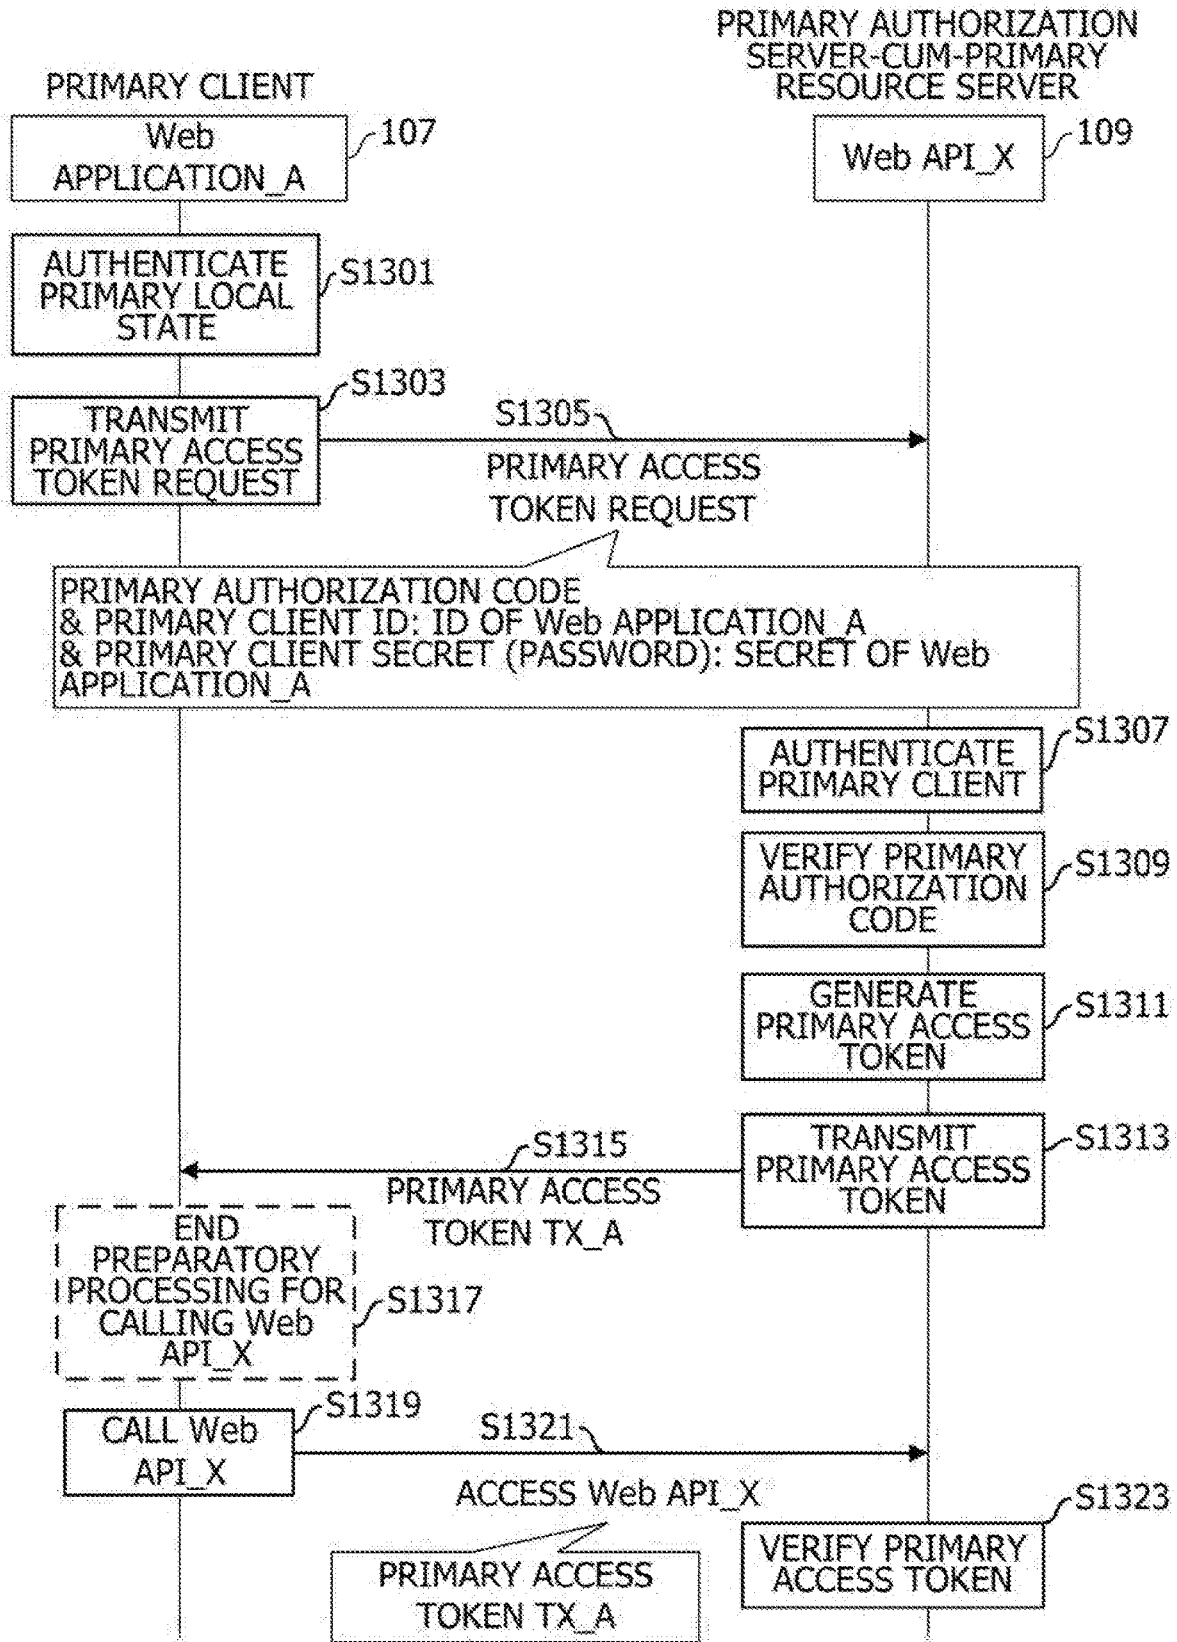 PRIMARY CLIENT
PRIMARY AUTHORIZATION
SERVER-CUM-PRIMARY
RESOURCE SERVER
Web
APPLICATION_A
107
Web API_X
109
AUTHENTICATE
PRIMARY LOCAL
STATE
S1301
S1303
TRANSMIT
PRIMARY ACCESS
TOKEN REQUEST
S1305
PRIMARY ACCESS
TOKEN REQUEST
PRIMARY AUTHORIZATION CODE
& PRIMARY CLIENT ID: ID OF Web APPLICATION_A
& PRIMARY CLIENT SECRET (PASSWORD): SECRET OF Web
APPLICATION_A
S1307
AUTHENTICATE
PRIMARY CLIENT
VERIFY PRIMARY
AUTHORIZATION
CODE
S1309
GENERATE
PRIMARY ACCESS
TOKEN
S1311
TRANSMIT
PRIMARY ACCESS
TOKEN
S1313
S1315
PRIMARY ACCESS
TOKEN TX_A
END
PREPARATORY
PROCESSING FOR
CALLING Web
API_X
S1317
S1319
CALL Web
API_X
S1321
ACCESS Web API_X
PRIMARY ACCESS
TOKEN TX_A
S1323
VERIFY PRIMARY
ACCESS TOKEN